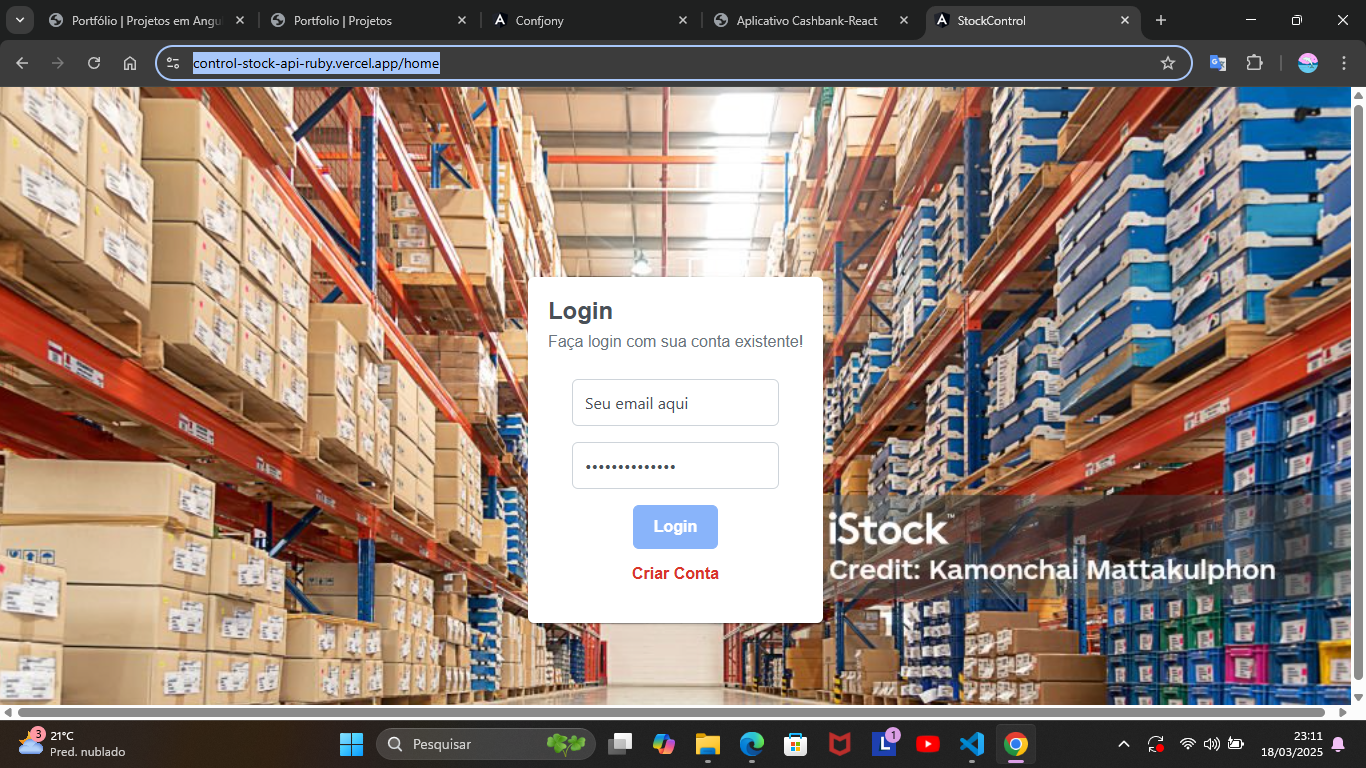 Portfólio | Projetos em Angu
Portfolio | Projetos
Confjony
Aplicativo Cashbank-React
StockControl
control-stock-api-ruby.vercel.app/home
Login
Faça login com sua conta existente!
Seu email aqui
••••••••••••••
Login
Criar Conta
iStock™
Credit: Kamonchai Mattakulphon
3
21°C
Pred. nublado
Pesquisar
L
1
23:11
18/03/2025